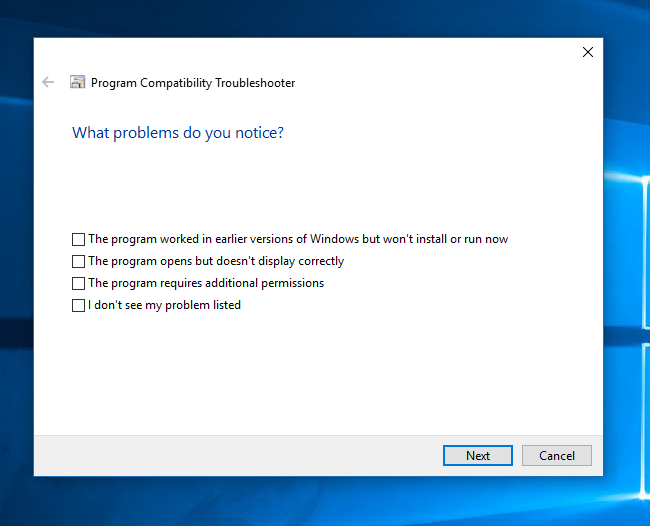 Program Compatibility Troubleshooter
What problems do you notice?
The program worked in earlier versions of Windows but won't install or run now
The program opens but doesn't display correctly
The program requires additional permissions
I don't see my problem listed
Next
Cancel